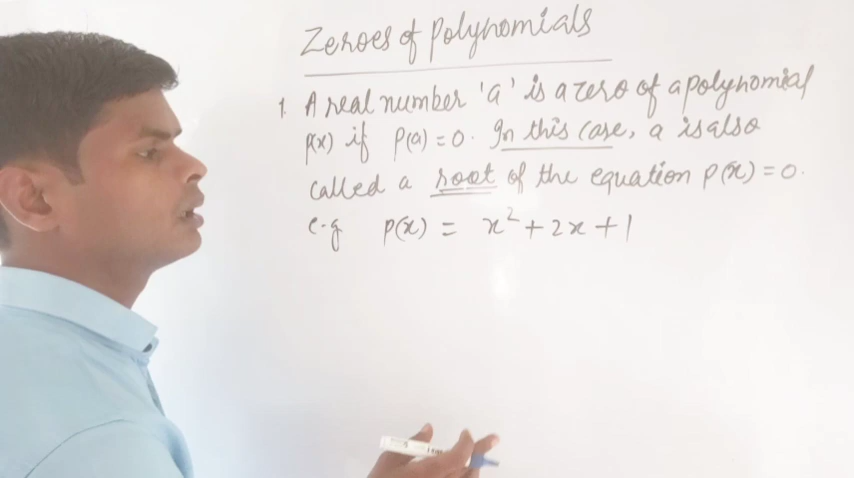 Zeroes of Polynomials
1. A real number 'a' is a zero of a polynomial
P(x) if P(a) = 0. In this case, a is also
called a root of the equation P(x) = 0.
e.g P(x) = x² + 2x + 1